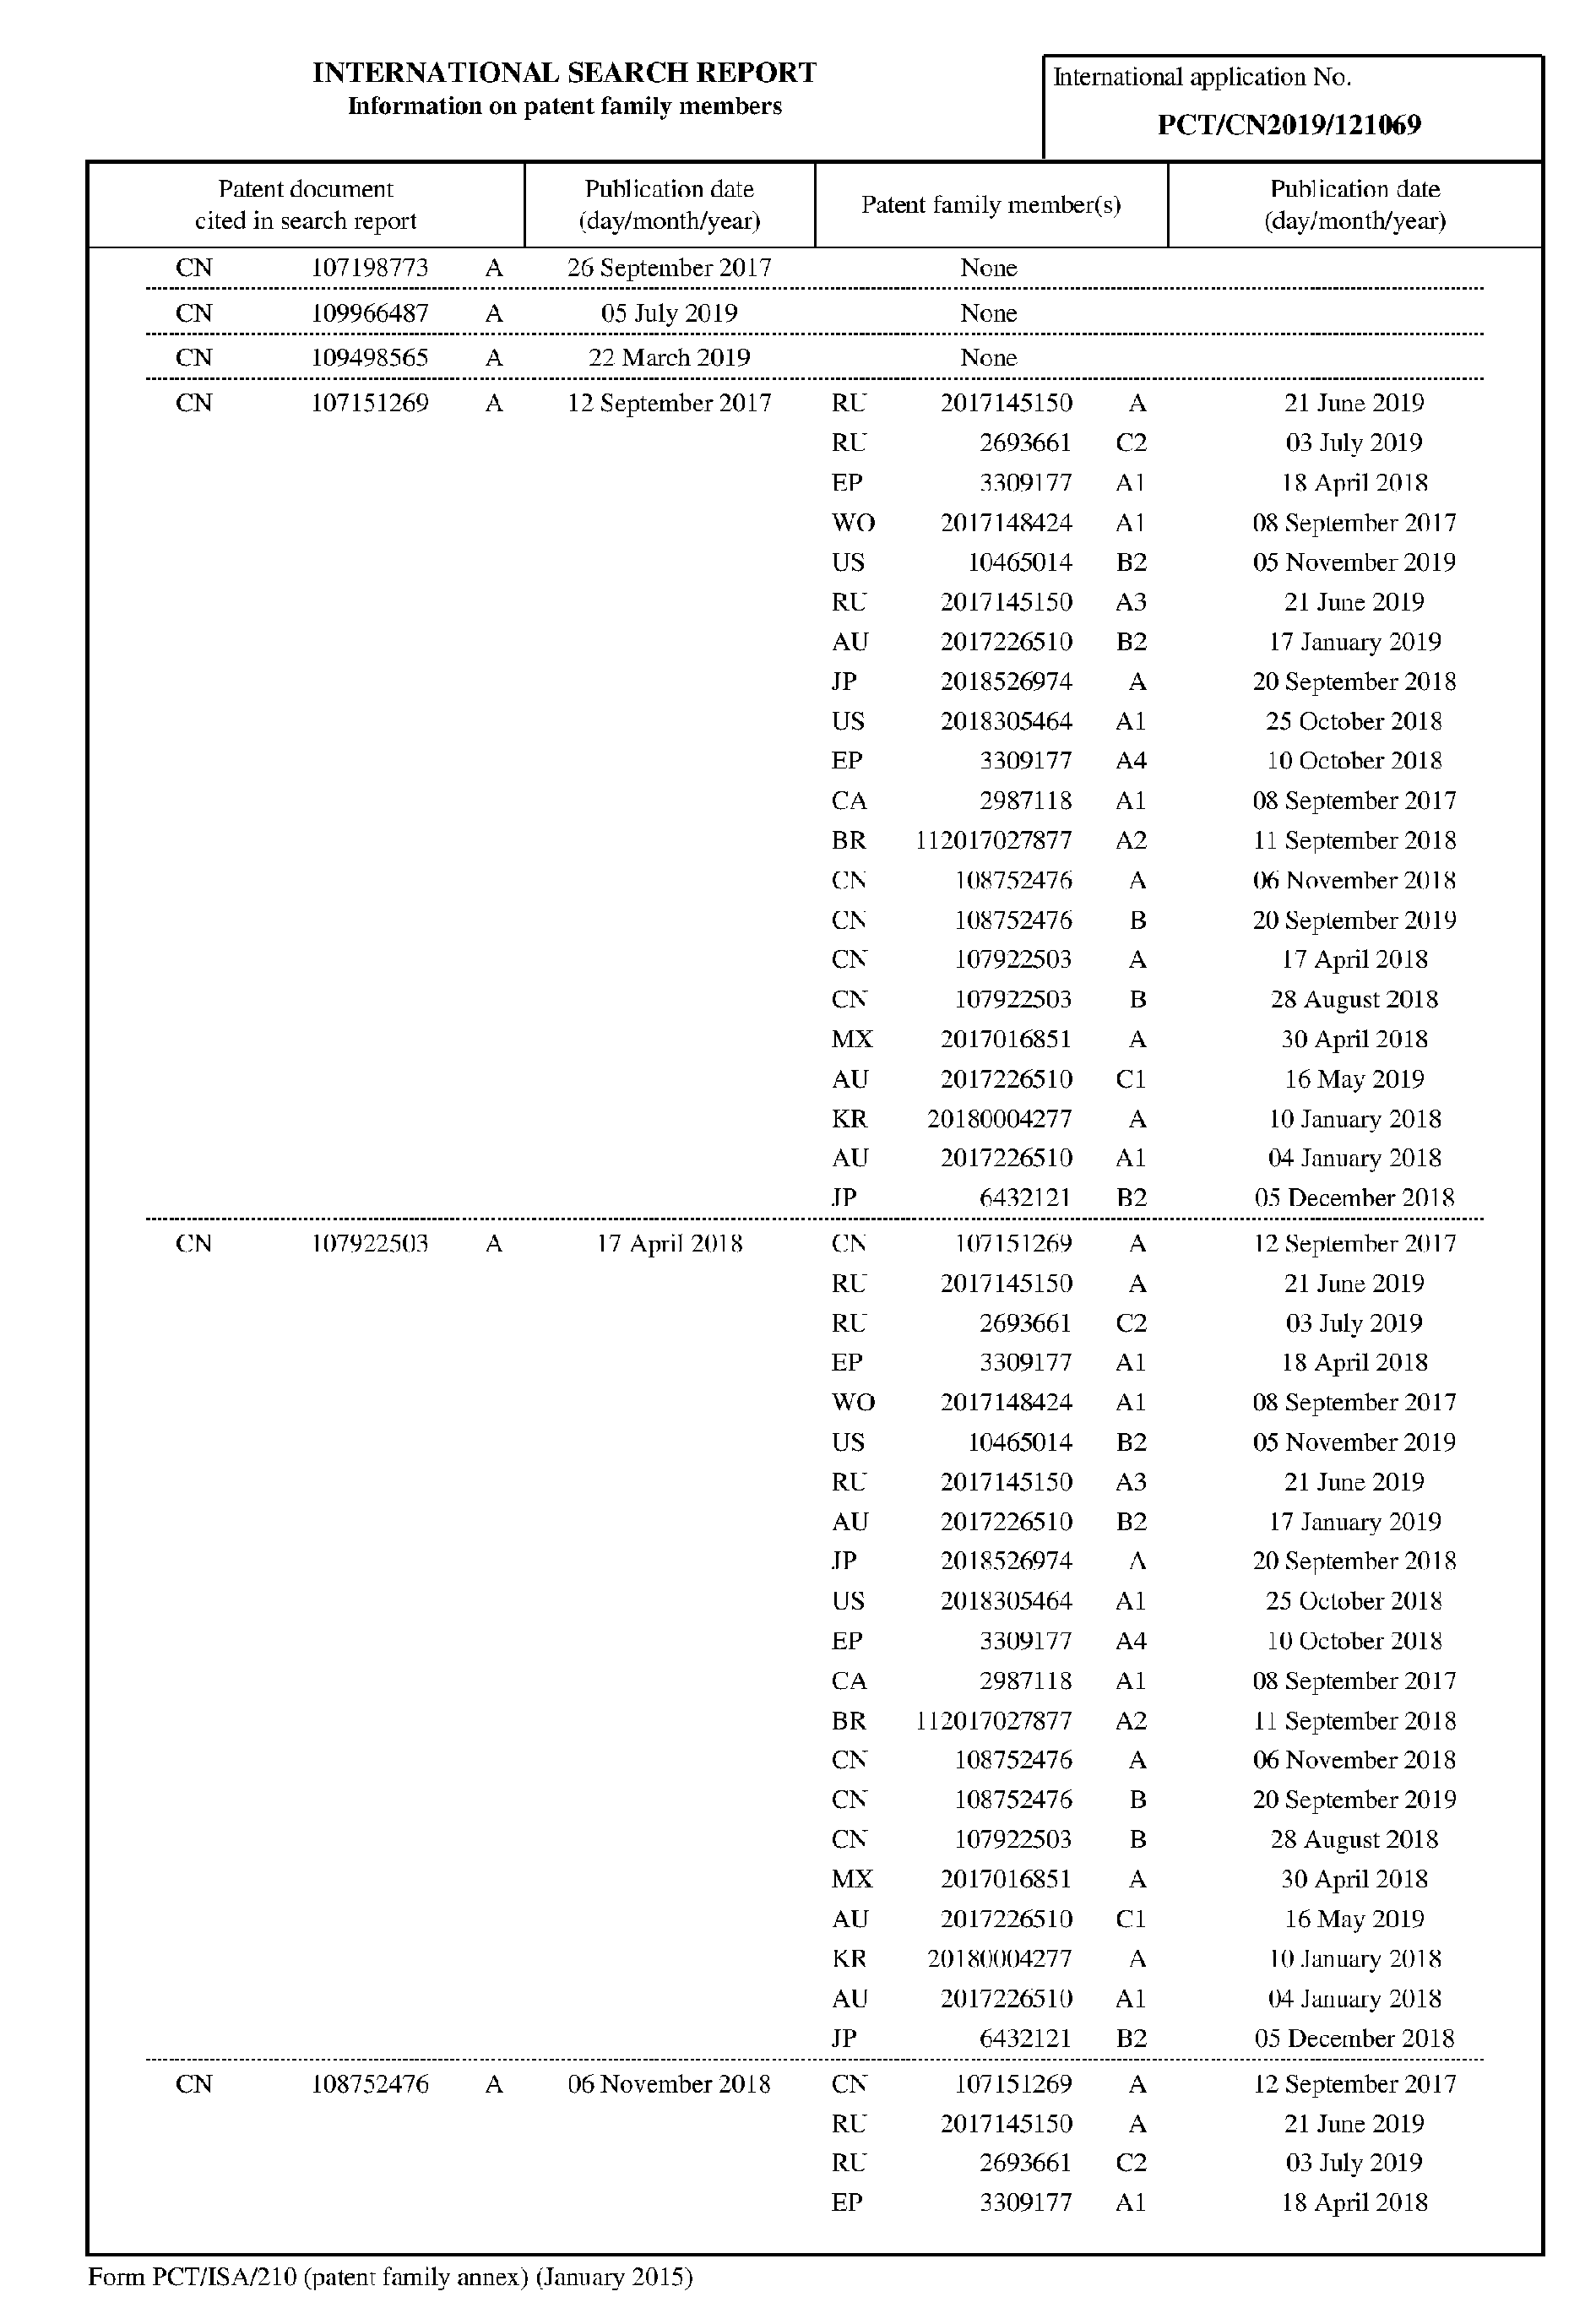 INTERNATIONAL SEARCH REPORT
Information on patent family members
International application No.
PCT/CN2019/121069
Patent document
cited in search report
Publication date
(day/month/year)
Patent family member(s)
Publication date
(day/month/year)
CN 107198773 A 26 September 2017 None
CN 109966487 A 05 July 2019 None
CN 109498565 A 22 March 2019 None
CN 107151269 A 12 September 2017 RU 2017145150 A 21 June 2019
RU 2693661 C2 03 July 2019
EP 3309177 A1 18 April 2018
WO 2017148424 A1 08 September 2017
US 10465014 B2 05 November 2019
RU 2017145150 A3 21 June 2019
AU 2017226510 B2 17 January 2019
JP 2018526974 A 20 September 2018
US 2018305464 A1 25 October 2018
EP 3309177 A4 10 October 2018
CA 2987118 A1 08 September 2017
BR 112017027877 A2 11 September 2018
CN 108752476 A 06 November 2018
CN 108752476 B 20 September 2019
CN 107922503 A 17 April 2018
CN 107922503 B 28 August 2018
MX 2017016851 A 30 April 2018
AU 2017226510 C1 16 May 2019
KR 20180004277 A 10 January 2018
AU 2017226510 A1 04 January 2018
JP 6432121 B2 05 December 2018
CN 107922503 A 17 April 2018 CN 107151269 A 12 September 2017
RU 2017145150 A 21 June 2019
RU 2693661 C2 03 July 2019
EP 3309177 A1 18 April 2018
WO 2017148424 A1 08 September 2017
US 10465014 B2 05 November 2019
RU 2017145150 A3 21 June 2019
AU 2017226510 B2 17 January 2019
JP 2018526974 A 20 September 2018
US 2018305464 A1 25 October 2018
EP 3309177 A4 10 October 2018
CA 2987118 A1 08 September 2017
BR 112017027877 A2 11 September 2018
CN 108752476 A 06 November 2018
CN 108752476 B 20 September 2019
CN 107922503 B 28 August 2018
MX 2017016851 A 30 April 2018
AU 2017226510 C1 16 May 2019
KR 20180004277 A 10 January 2018
AU 2017226510 A1 04 January 2018
JP 6432121 B2 05 December 2018
CN 108752476 A 06 November 2018 CN 107151269 A 12 September 2017
RU 2017145150 A 21 June 2019
RU 2693661 C2 03 July 2019
EP 3309177 A1 18 April 2018
Form PCT/ISA/210 (patent family annex) (January 2015)